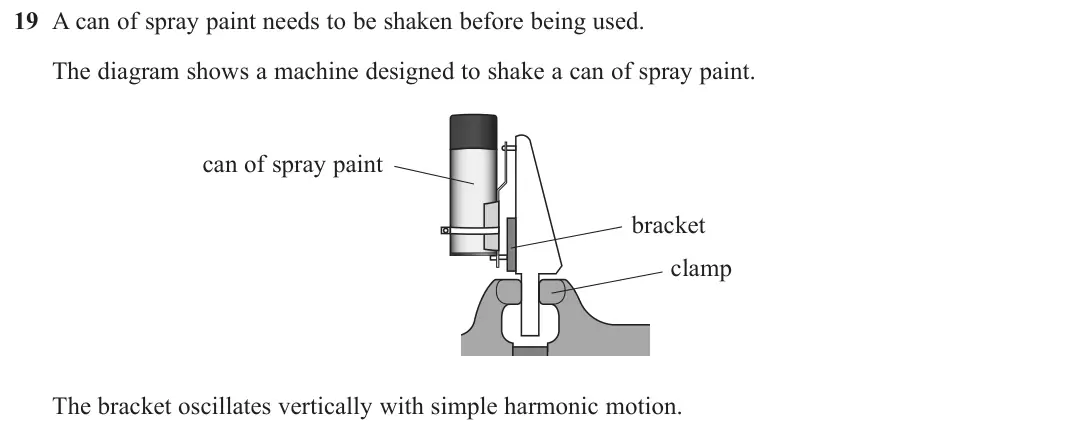 19 A can of spray paint needs to be shaken before being used.
The diagram shows a machine designed to shake a can of spray paint.
can of spray paint
bracket
clamp
The bracket oscillates vertically with simple harmonic motion.